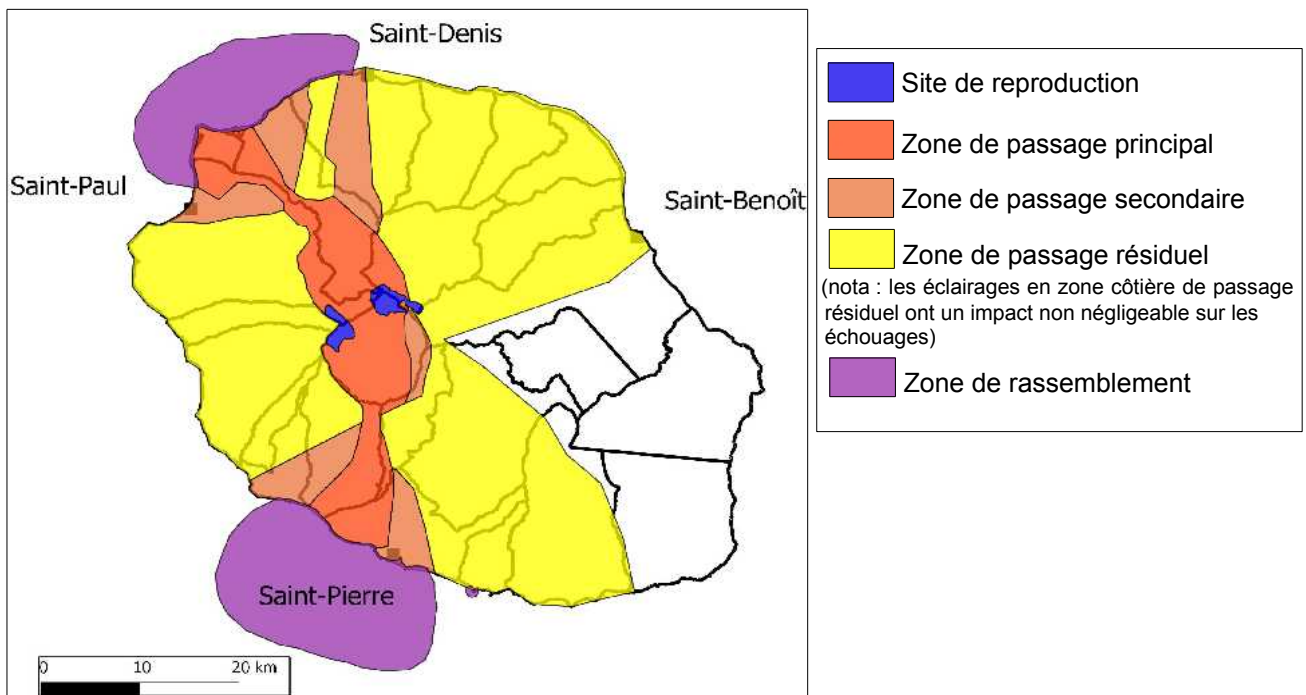 Saint-Denis
Saint-Paul
Saint-Benoît
Saint-Pierre
0 10 20 km
Site de reproduction
Zone de passage principal
Zone de passage secondaire
Zone de passage résiduel
(nota : les éclairages en zone côtière de passage
résiduel ont un impact non négligeable sur les
échouages)
Zone de rassemblement